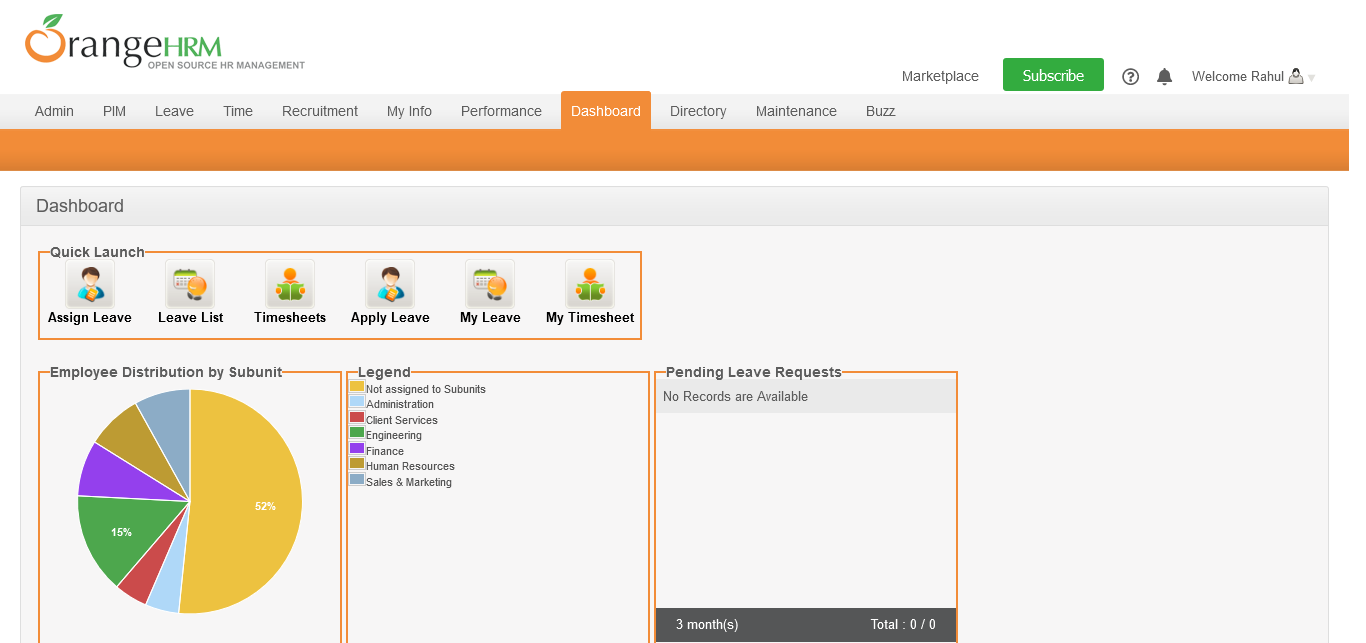 OrangeHRM
OPEN SOURCE HR MANAGEMENT
Marketplace Subscribe ? Welcome Rahul
Admin PIM Leave Time Recruitment My Info Performance Dashboard Directory Maintenance Buzz
Dashboard
Quick Launch
Assign Leave Leave List Timesheets Apply Leave My Leave My Timesheet
Employee Distribution by Subunit
52%
15%
Legend
Not assigned to Subunits
Administration
Client Services
Engineering
Finance
Human Resources
Sales & Marketing
Pending Leave Requests
No Records are Available
3 month(s) Total : 0 / 0